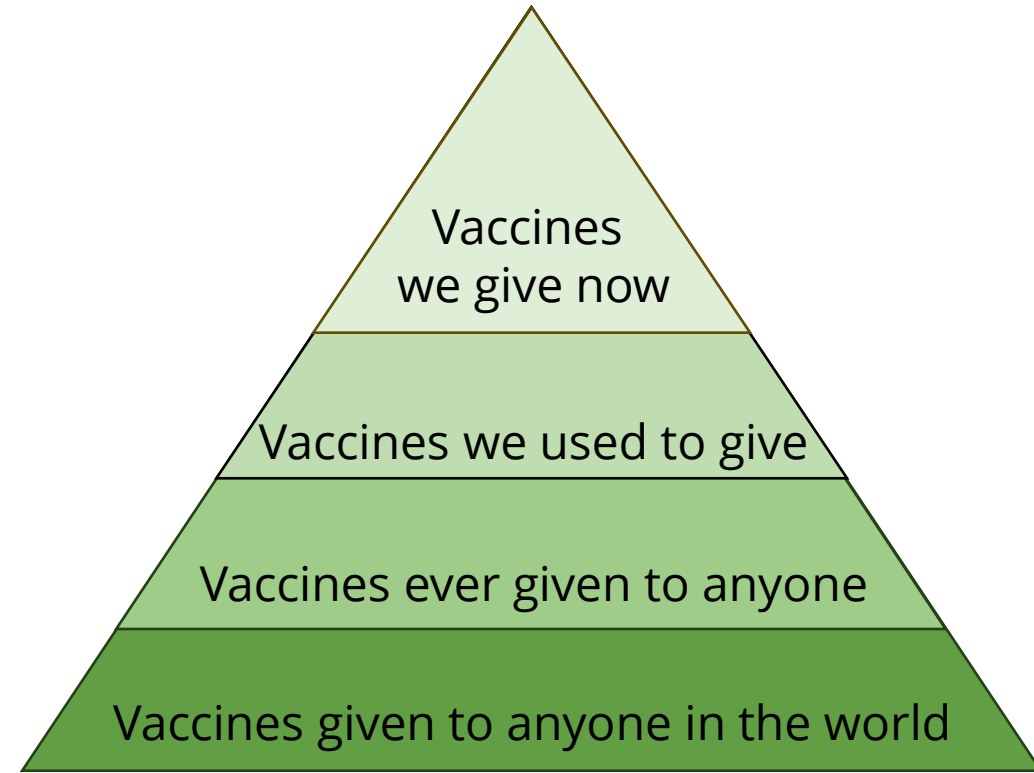 Vaccines
we give now
Vaccines we used to give
Vaccines ever given to anyone
Vaccines given to anyone in the world